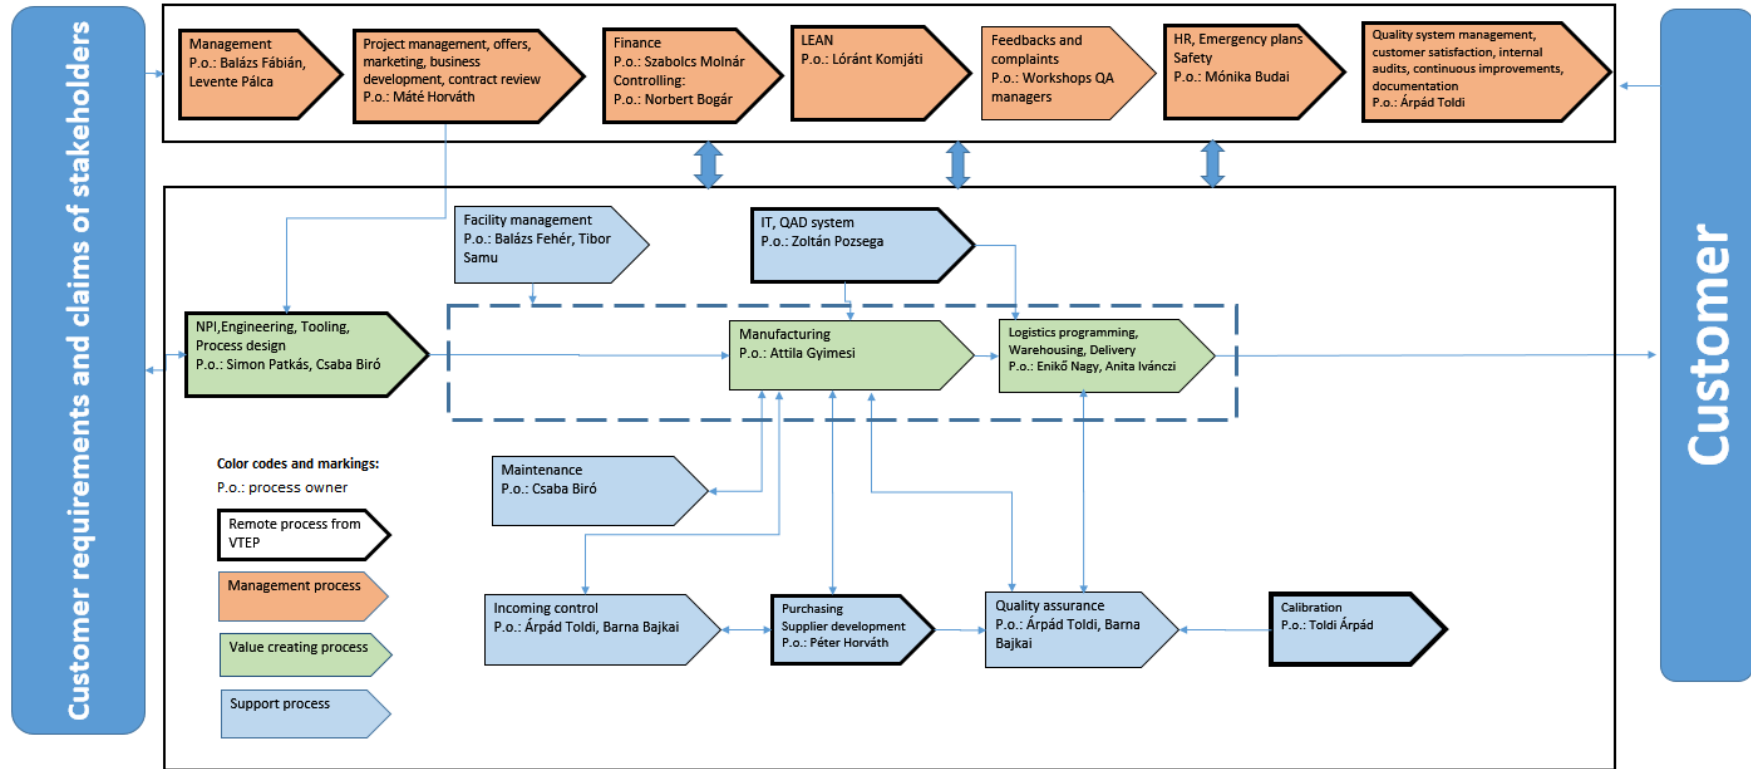 Customer requirements and claims of stakeholders
Management
P.o.: Balázs Fábián,
Levente Pálca
Project management, offers,
marketing, business
development, contract review
P.o.: Máté Horváth
Finance
P.o.: Szabolcs Molnár
Controlling:
P.o.: Norbert Bogár
LEAN
P.o.: Lóránt Komjáti
Feedbacks and
complaints
P.o.: Workshops QA
managers
HR, Emergency plans
Safety
P.o.: Mónika Budai
Quality system management,
customer satisfaction, internal
audits, continuous improvements,
documentation
P.o.: Árpád Toldi
Customer
Facility management
P.o.: Balázs Fehér, Tibor
Samu
IT, QAD system
P.o.: Zoltán Pozsega
NPI,Engineering, Tooling,
Process design
P.o.: Simon Patkás, Csaba Biró
Manufacturing
P.o.: Attila Gyimesi
Logistics programming,
Warehousing, Delivery
P.o.: Enikő Nagy, Anita Ivánczi
Color codes and markings:
P.o.: process owner
Remote process from
VTEP
Management process
Value creating process
Support process
Maintenance
P.o.: Csaba Biró
Incoming control
P.o.: Árpád Toldi, Barna Bajkai
Purchasing
Supplier development
P.o.: Péter Horváth
Quality assurance
P.o.: Árpád Toldi, Barna
Bajkai
Calibration
P.o.: Toldi Árpád